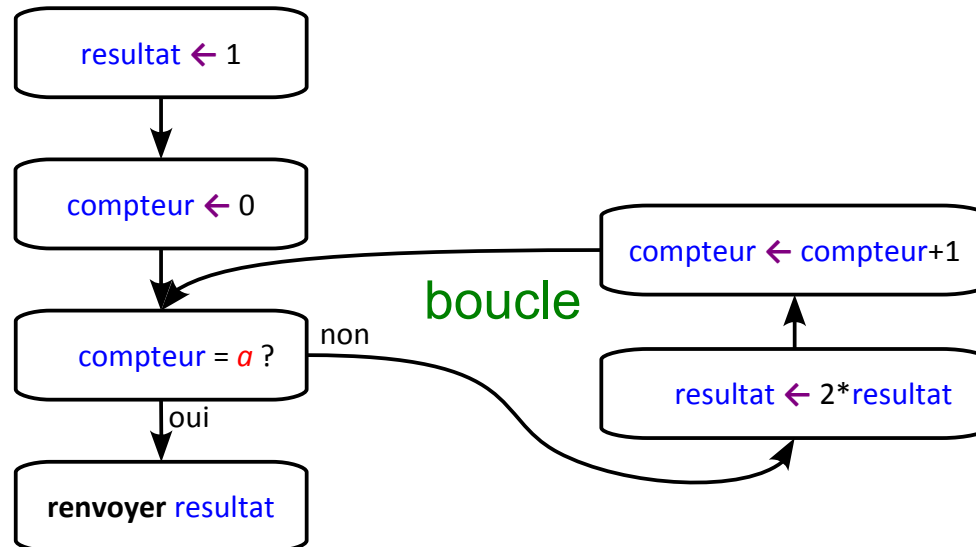 resultat ← 1
compteur ← 0
compteur = a ?
oui
renvoyer resultat
non
boucle
resultat ← 2*resultat
compteur ← compteur+1